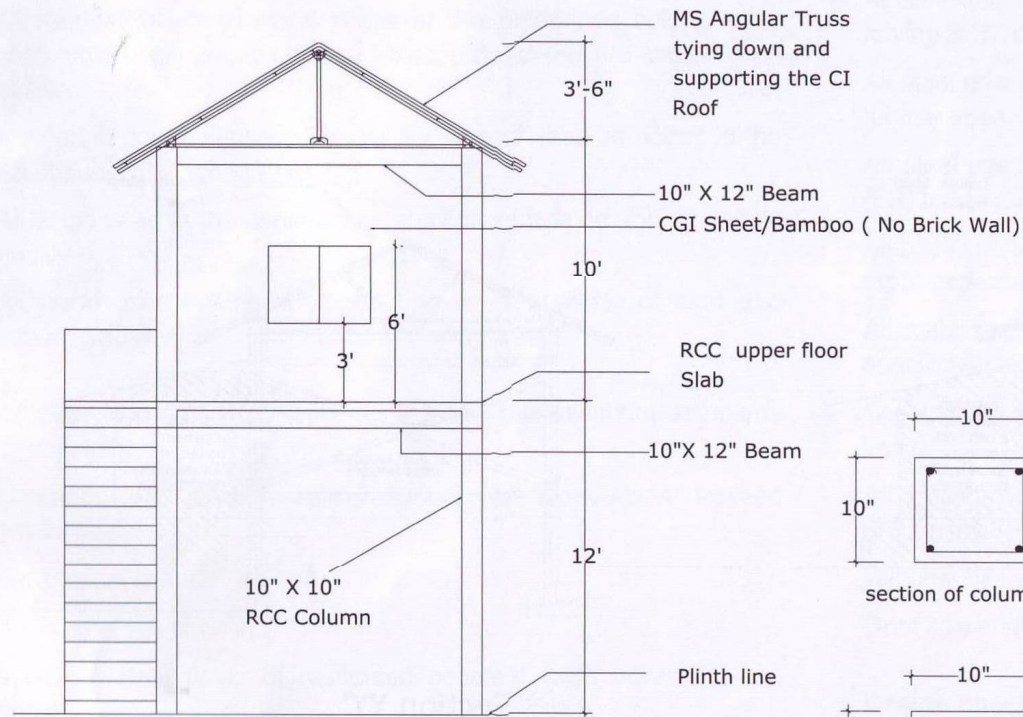 MS Angular Truss
tying down and
supporting the CI
Roof
3'-6"
10" X 12" Beam
CGI Sheet/Bamboo ( No Brick Wall)
10'
6'
3'
RCC upper floor
Slab
10"
10"X 12" Beam
10"
12'
10" X 10"
RCC Column
section of colum
Plinth line
10"